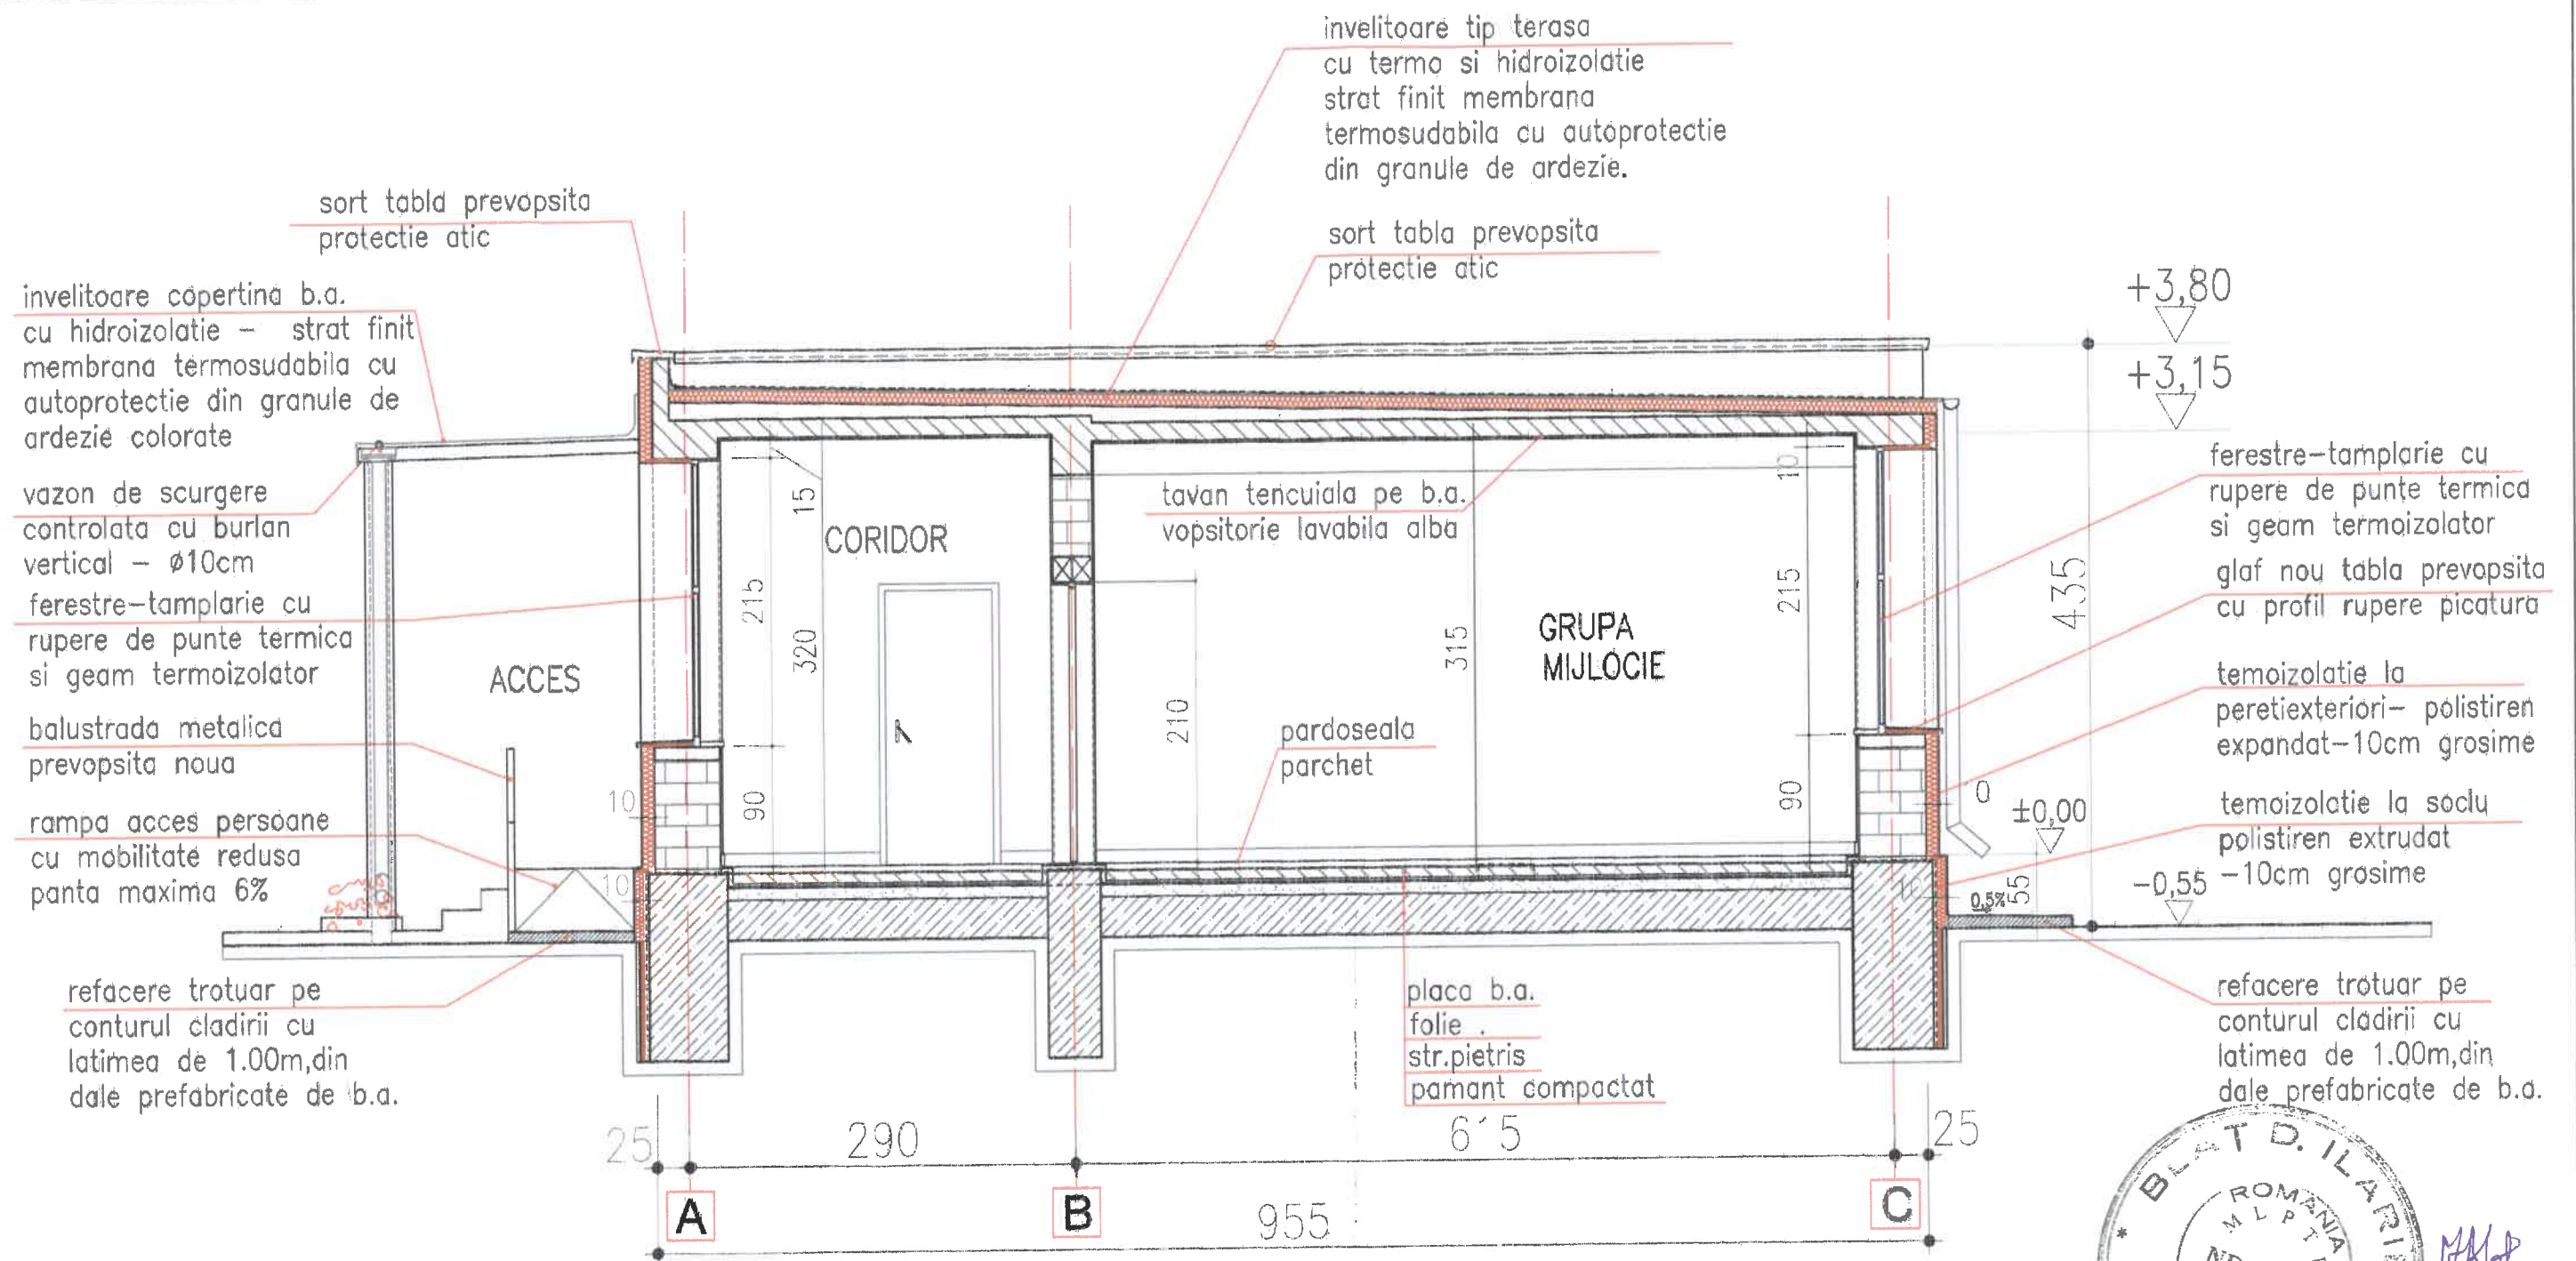 invelitoare tip terasa
cu termo si hidroizolatie
strat finit membrana
termosudabila cu autoprotectie
din granule de ardezie.
sort tabla prevopsita
protectie atic
sort tabla prevopsita
protectie atic
invelitoare copertina b.a.
cu hidroizolatie - strat finit
membrana termosudabila cu
autoprotectie din granule de
ardezie colorate
vazon de scurgere
controlata cu burlan
vertical - ø10cm
ferestre-tamplarie cu
rupere de punte termica
si geam termoizolator
balustrada metalica
prevopsita noua
rampa acces persoane
cu mobilitate redusa
panta maxima 6%
refacere trotuar pe
conturul cladirii cu
latimea de 1.00m,din
dale prefabricate de b.a.
ACCES
10
10
15
215
320
90
CORIDOR
tavan tencuiala pe b.a.
vopsitorie lavabila alba
210
pardoseala
parchet
315
GRUPA
MIJLOCIE
10
215
90
placa b.a.
folie .
str.pietris
pamant compactat
+3,80
+3,15
435
±0,00
0
10
0,5%
55
-0,55
ferestre-tamplarie cu
rupere de punte termica
si geam termoizolator
glaf nou tabla prevopsita
cu profil rupere picatura
temoizolatie la
peretiexteriori- polistiren
expandat-10cm grosime
temoizolatie la soclu
polistiren extrudat
-10cm grosime
refacere trotuar pe
conturul cladirii cu
latimea de 1.00m,din
dale prefabricate de b.a.
25
290
615
25
A
B
C
955
* BLAT D. ILARIE
ROMANIA
M L P T